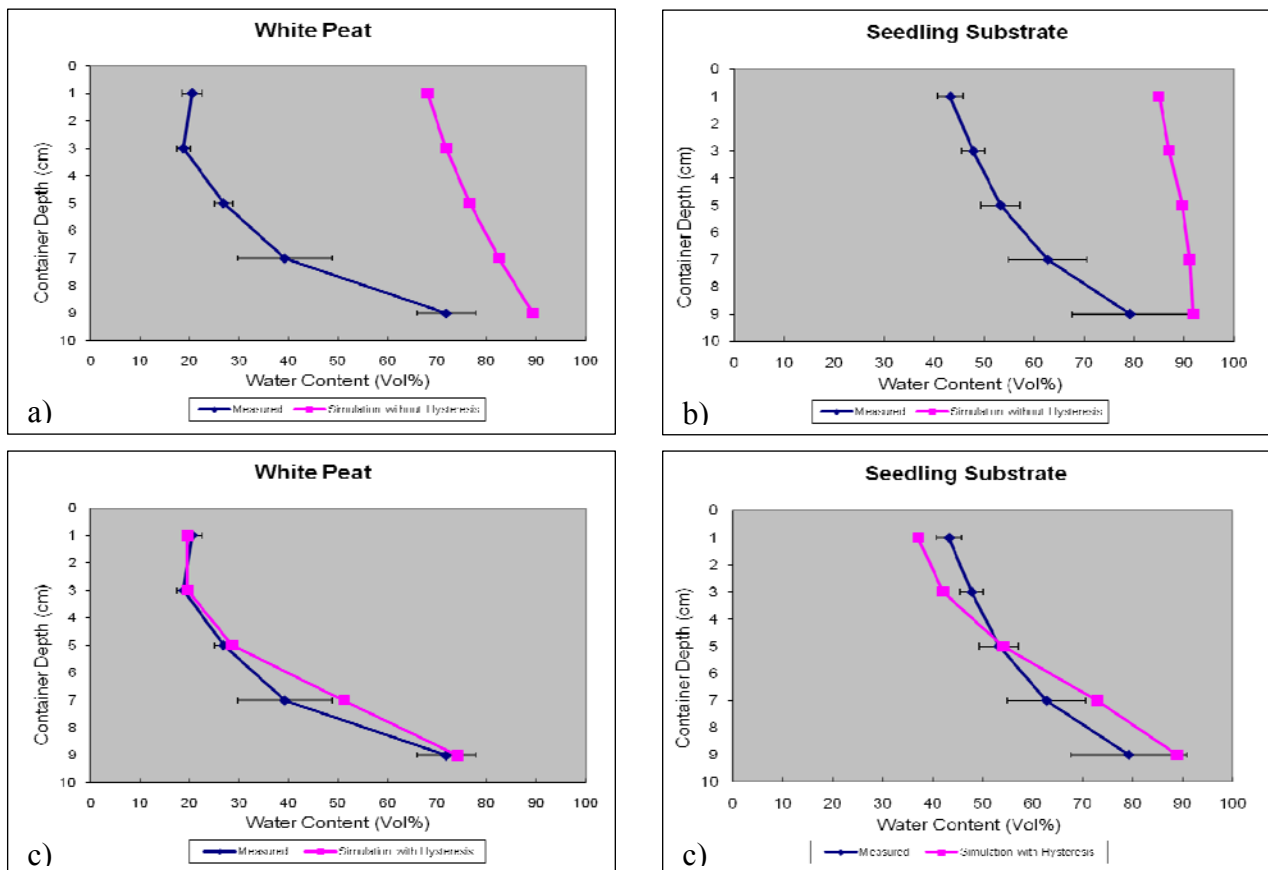 White Peat
0
1
2
3
4
5
6
7
8
9
10
Container Depth (cm)
0 10 20 30 40 50 60 70 80 90 100
Water Content (Vol%)
Measured Simulation without Hysteresis
a)
Seedling Substrate
0
1
2
3
4
5
6
7
8
9
10
Container Depth (cm)
0 10 20 30 40 50 60 70 80 90 100
Water Content (Vol%)
Measured Simulation without Hysteresis
b)
White Peat
0
1
2
3
4
5
6
7
8
9
10
Container Depth (cm)
0 10 20 30 40 50 60 70 80 90 100
Water Content (Vol%)
Measured Simulation with Hysteresis
c)
Seedling Substrate
0
1
2
3
4
5
6
7
8
9
10
Container Depth (cm)
0 10 20 30 40 50 60 70 80 90 100
Water Content (Vol%)
Measured Simulation with Hysteresis
c)